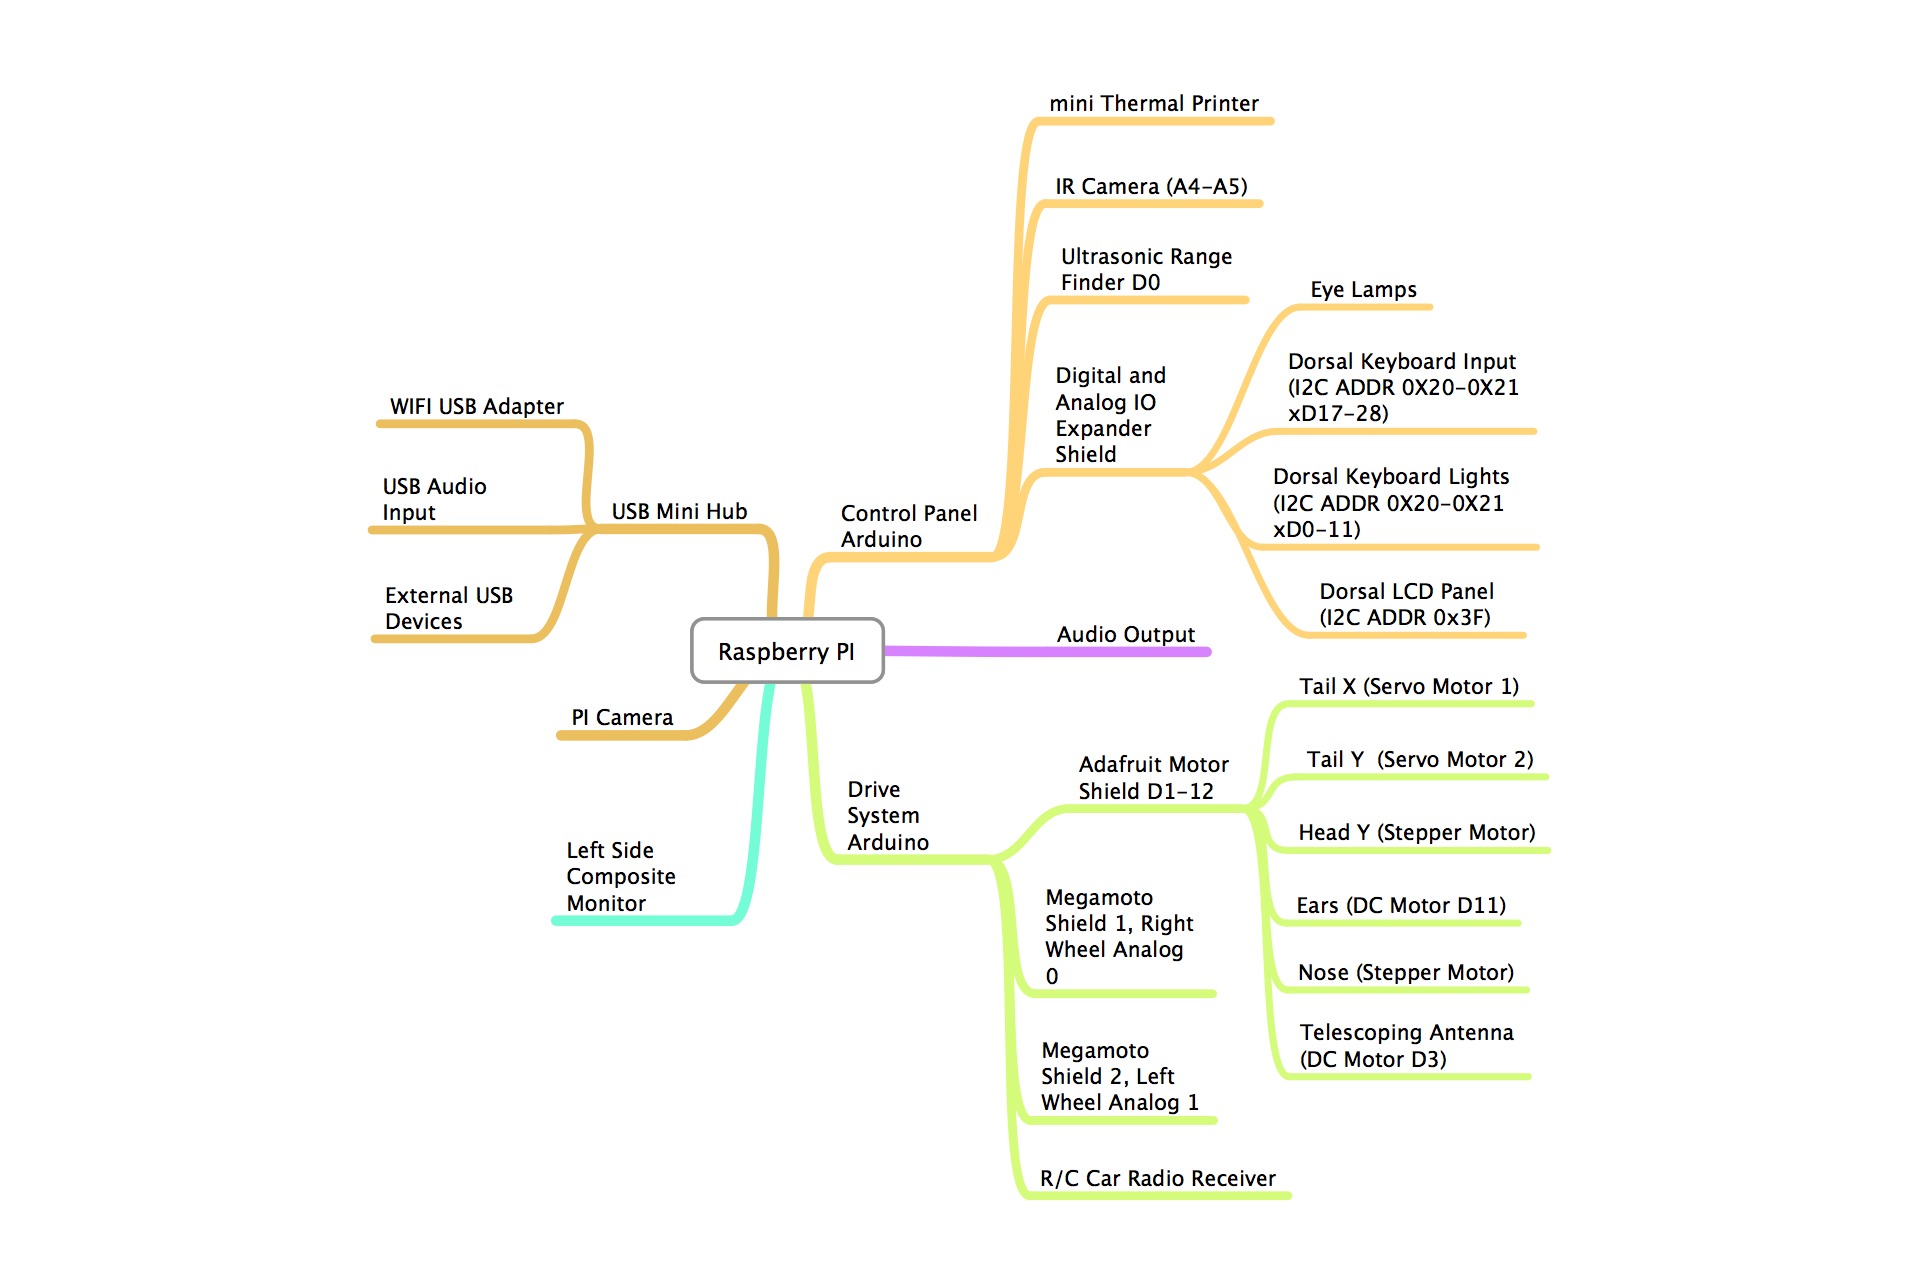 mini Thermal Printer
IR Camera (A4-A5)
Ultrasonic Range
Finder D0
Eye Lamps
Dorsal Keyboard Input
(I2C ADDR 0X20-0X21
xD17-28)
Digital and
Analog IO
Expander
Shield
Dorsal Keyboard Lights
(I2C ADDR 0X20-0X21
xD0-11)
Dorsal LCD Panel
(I2C ADDR 0x3F)
Control Panel
Arduino
WIFI USB Adapter
USB Audio
Input
USB Mini Hub
External USB
Devices
Raspberry PI
Audio Output
PI Camera
Left Side
Composite
Monitor
Drive
System
Arduino
Adafruit Motor
Shield D1-12
Tail X (Servo Motor 1)
Tail Y  (Servo Motor 2)
Head Y (Stepper Motor)
Ears (DC Motor D11)
Nose (Stepper Motor)
Telescoping Antenna
(DC Motor D3)
Megamoto
Shield 1, Right
Wheel Analog
0
Megamoto
Shield 2, Left
Wheel Analog 1
R/C Car Radio Receiver